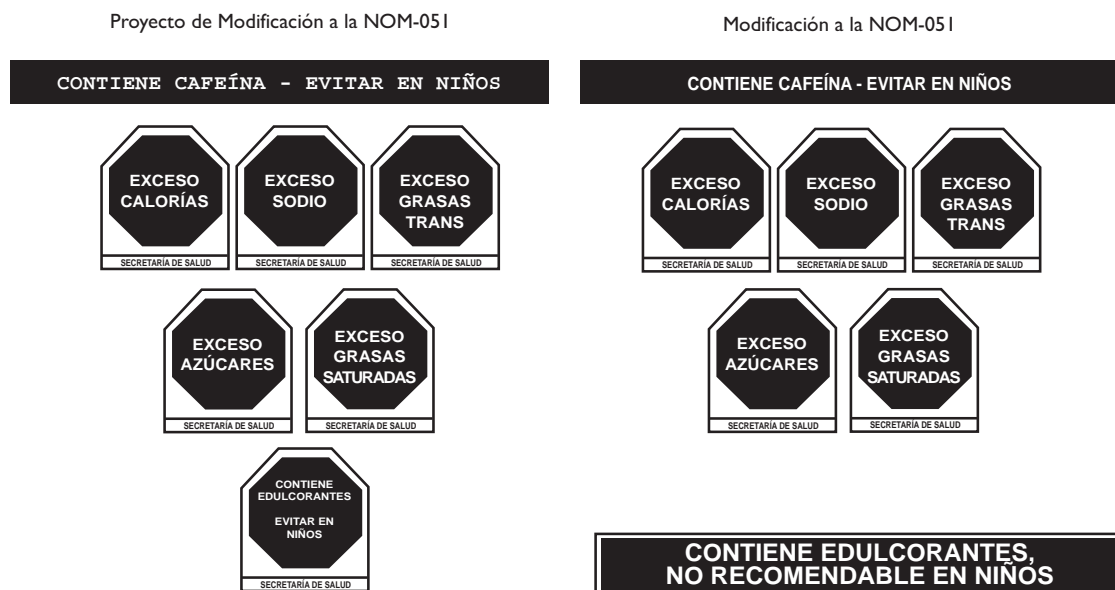 Proyecto de Modificación a la NOM-051
CONTIENE CAFEÍNA - EVITAR EN NIÑOS
EXCESO
CALORÍAS
SECRETARÍA DE SALUD
EXCESO
SODIO
SECRETARÍA DE SALUD
EXCESO
GRASAS
TRANS
SECRETARÍA DE SALUD
EXCESO
AZÚCARES
SECRETARÍA DE SALUD
EXCESO
GRASAS
SATURADAS
SECRETARÍA DE SALUD
CONTIENE
EDULCORANTES
EVITAR EN
NIÑOS
SECRETARÍA DE SALUD
Modificación a la NOM-051
CONTIENE CAFEÍNA - EVITAR EN NIÑOS
EXCESO
CALORÍAS
SECRETARÍA DE SALUD
EXCESO
SODIO
SECRETARÍA DE SALUD
EXCESO
GRASAS
TRANS
SECRETARÍA DE SALUD
EXCESO
AZÚCARES
SECRETARÍA DE SALUD
EXCESO
GRASAS
SATURADAS
SECRETARÍA DE SALUD
CONTIENE EDULCORANTES,
NO RECOMENDABLE EN NIÑOS